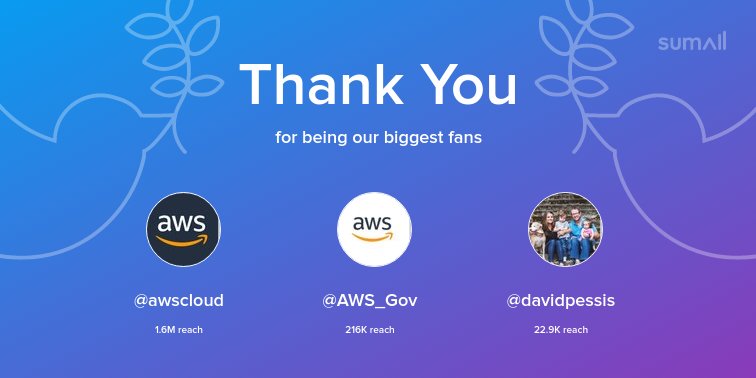 sumall
Thank You
for being our biggest fans
aws
aws
@awscloud
@AWS_Gov
@davidpessis
1.6M reach
216K reach
22.9K reach